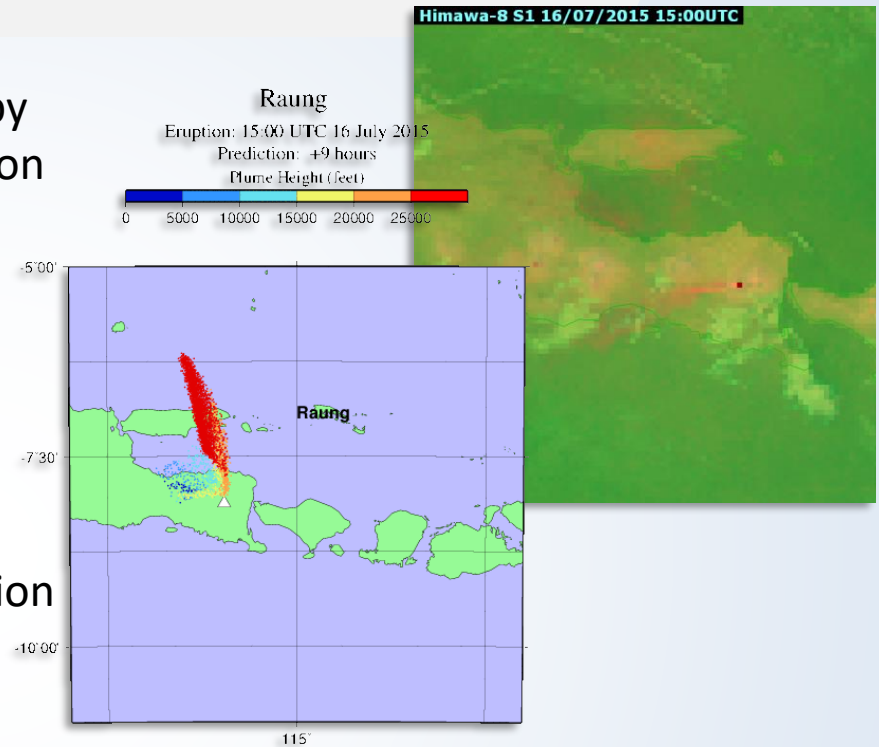 Himawa-8 S1 16/07/2015 15:00UTC
by
on
Raung
Eruption: 15:00 UTC 16 July 2015
Prediction: +9 hours
Plume Height (feet)
0 5000 10000 15000 20000 25000
-5°00'
Raung
-7°30'
ion
-10°00'
115°